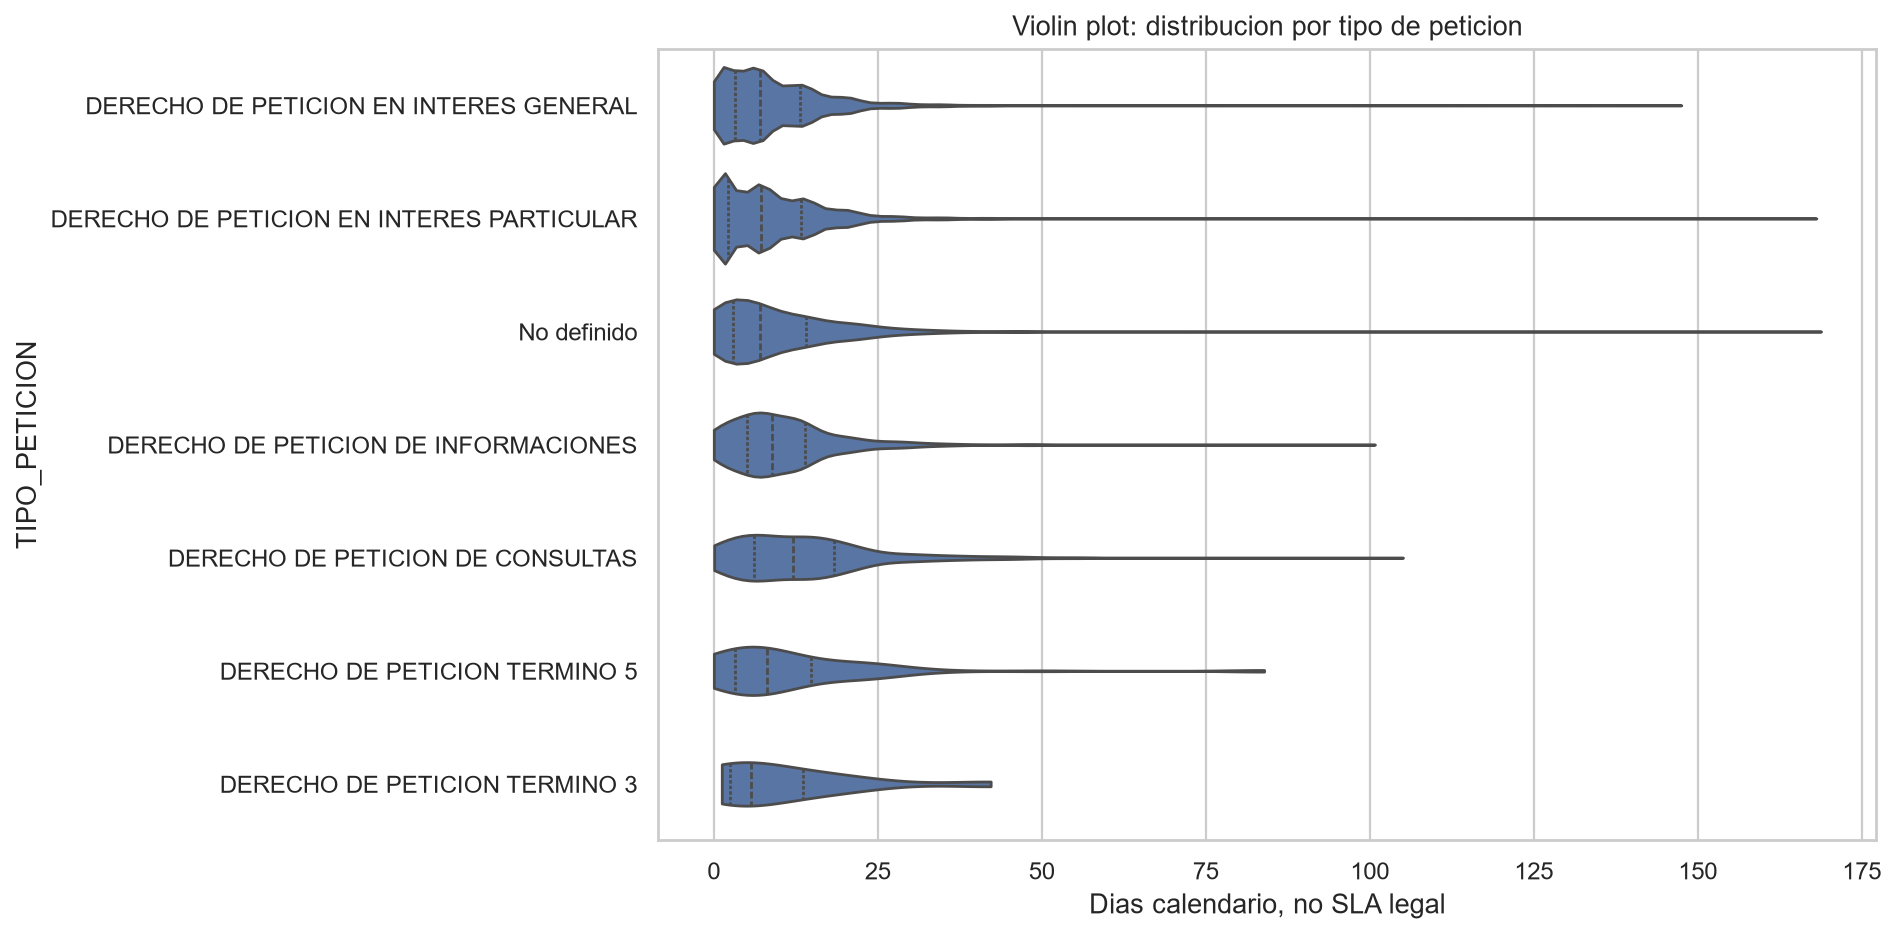 Violin plot: distribucion por tipo de peticion
TIPO_PETICION
DERECHO DE PETICION EN INTERES GENERAL
DERECHO DE PETICION EN INTERES PARTICULAR
No definido
DERECHO DE PETICION DE INFORMACIONES
DERECHO DE PETICION DE CONSULTAS
DERECHO DE PETICION TERMINO 5
DERECHO DE PETICION TERMINO 3
0 25 50 75 100 125 150 175
Dias calendario, no SLA legal